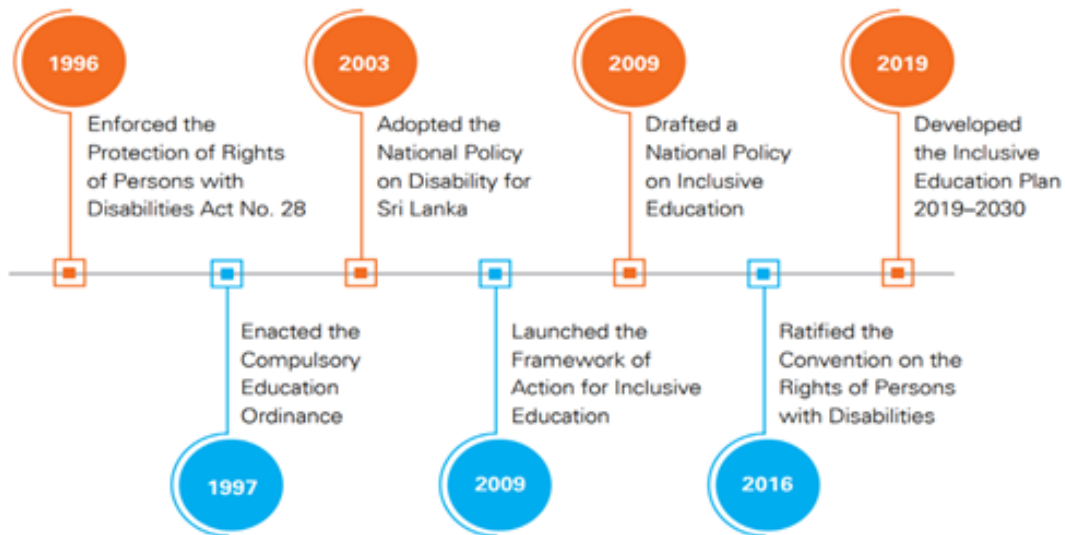 1996
Enforced the
Protection of Rights
of Persons with
Disabilities Act No. 28
1997
Enacted the
Compulsory
Education
Ordinance
2003
Adopted the
National Policy
on Disability for
Sri Lanka
2009
Launched the
Framework of
Action for Inclusive
Education
2009
Drafted a
National Policy
on Inclusive
Education
2016
Ratified the
Convention on the
Rights of Persons
with Disabilities
2019
Developed
the Inclusive
Education Plan
2019–2030